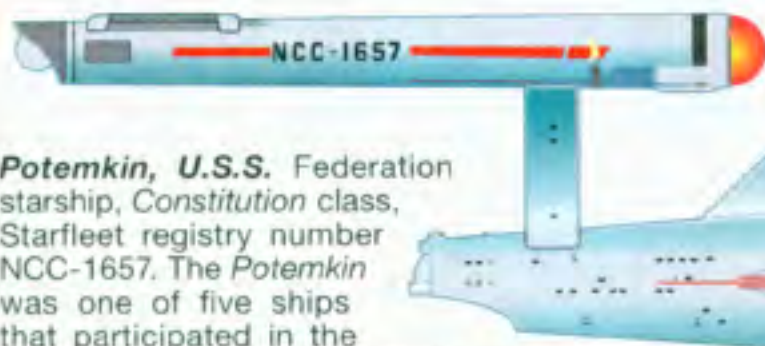 NCC-1657
Potemkin, U.S.S. Federation
starship, Constitution class,
Starfleet registry number
NCC-1657. The Potemkin
was one of five ships
that participated in the